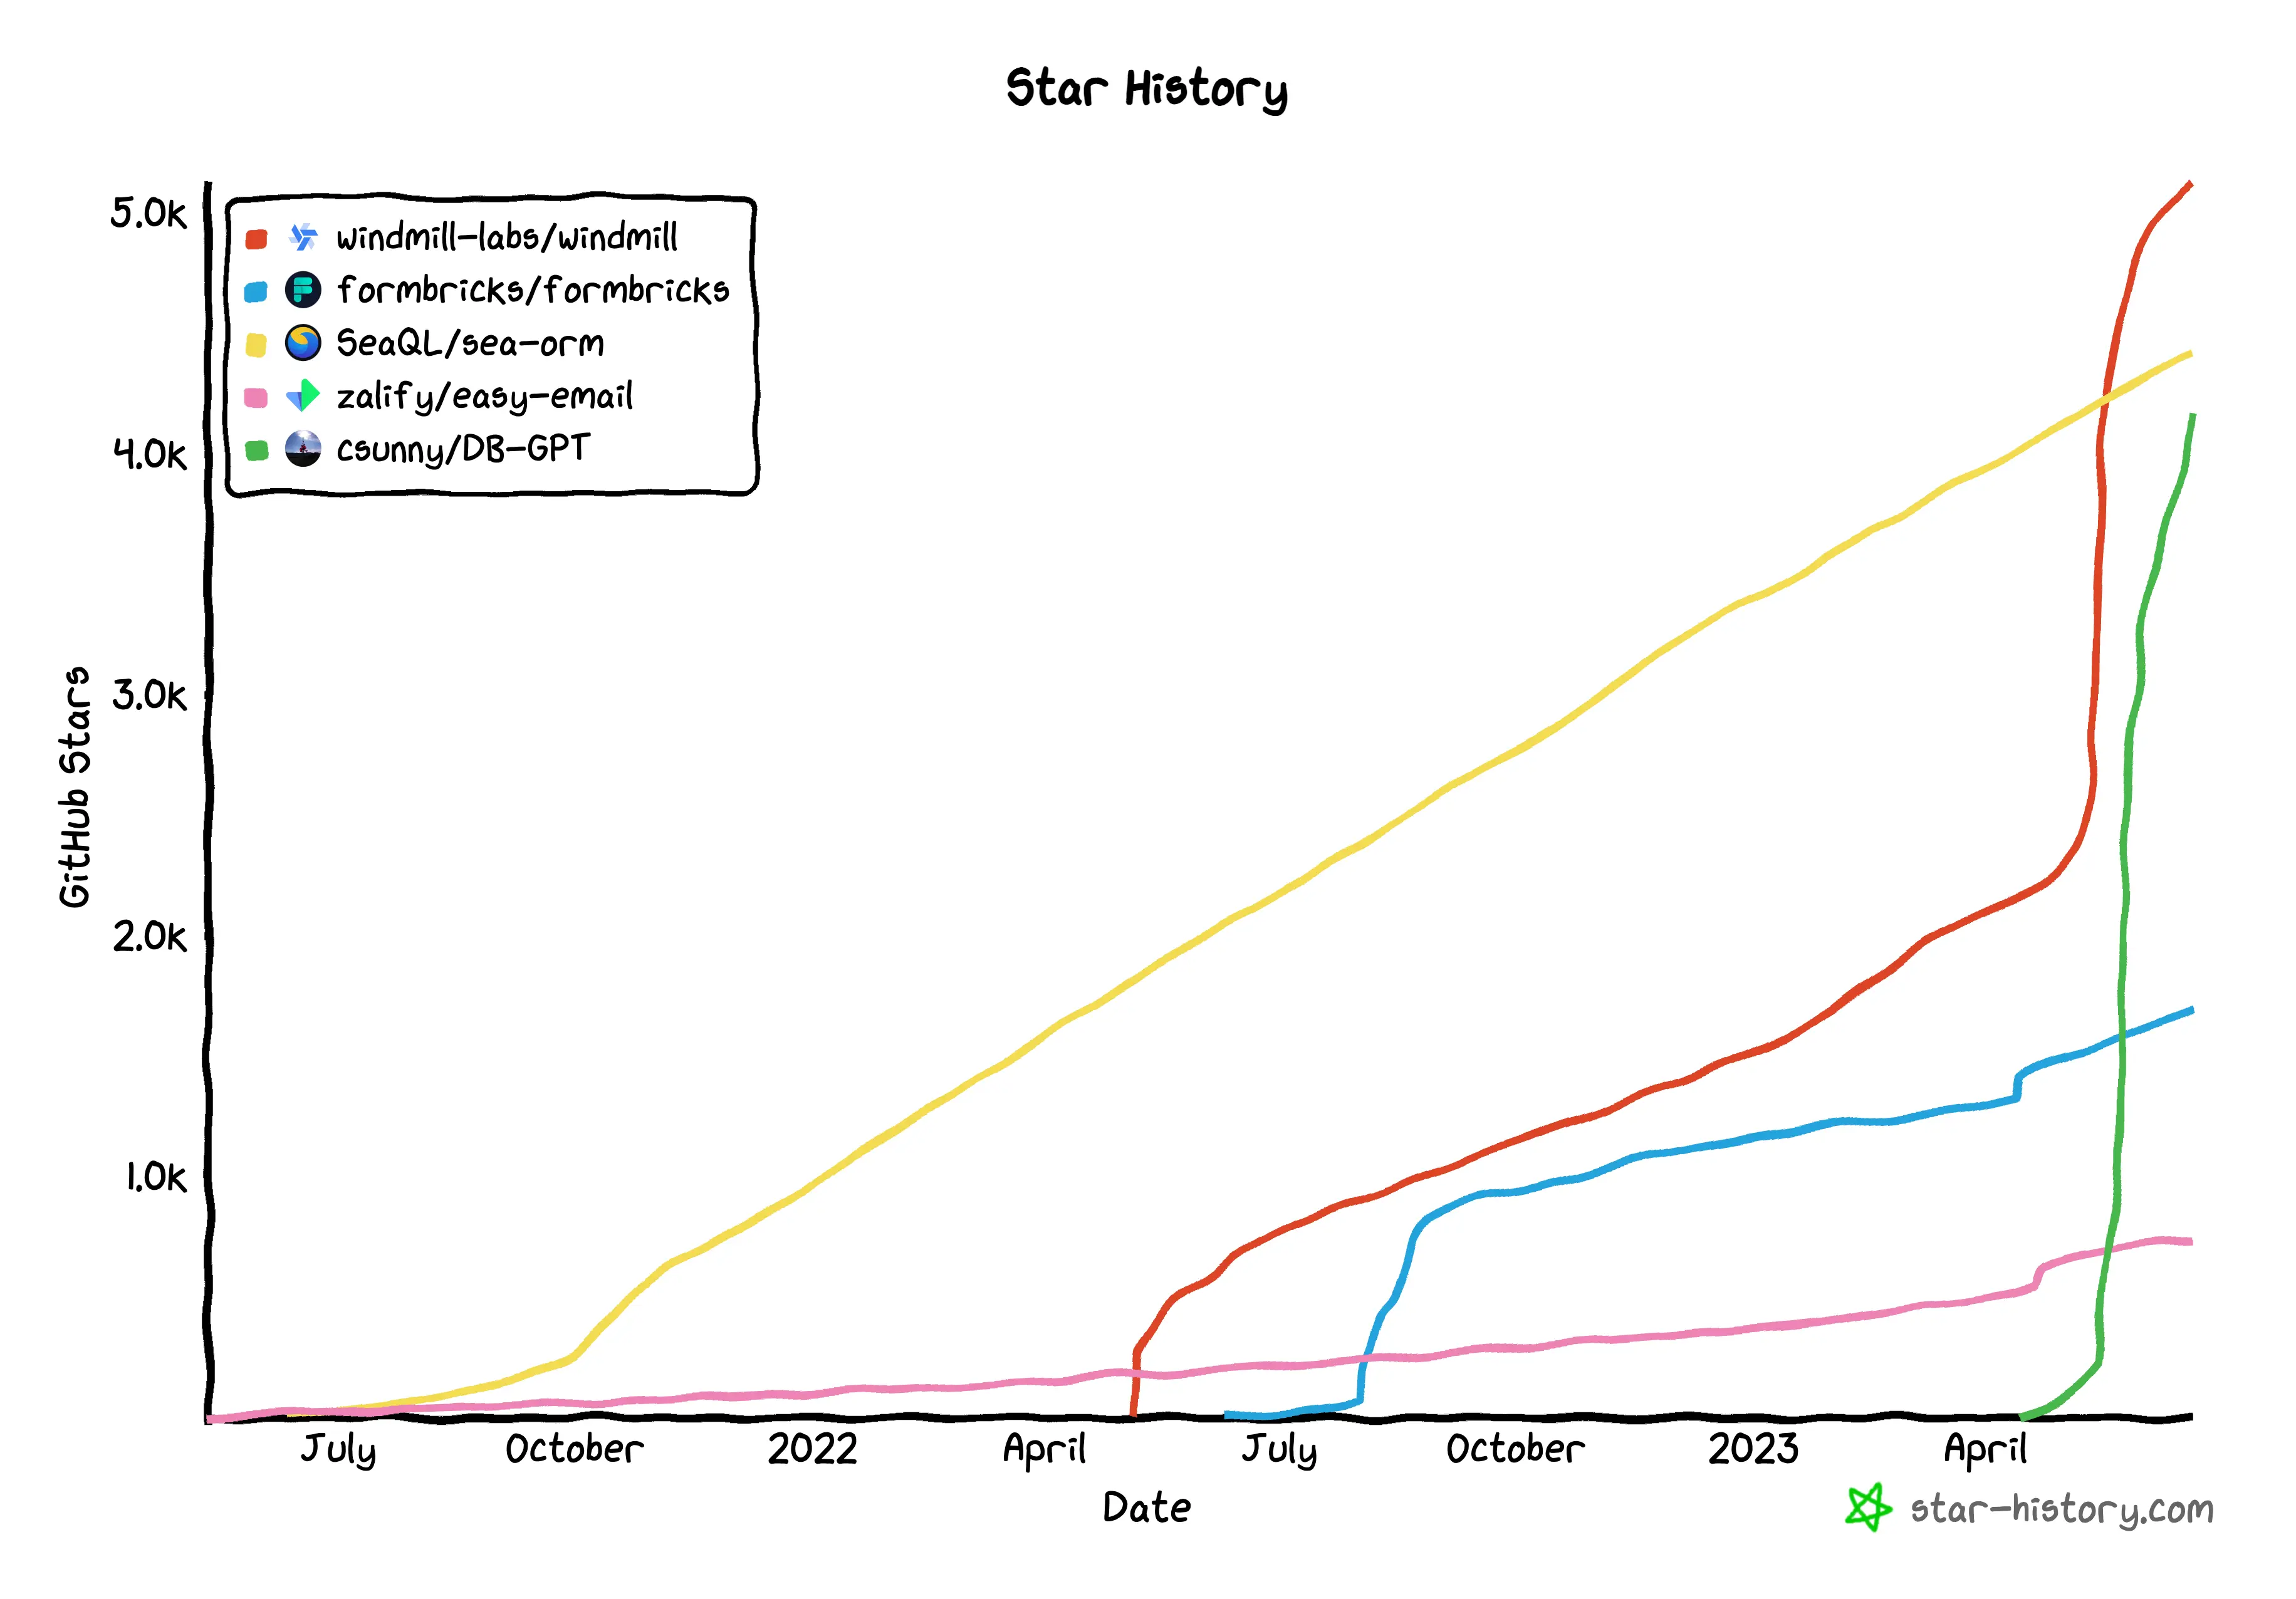 Star History
windmill-labs/windmill
formbricks/formbricks
SeaQL/sea-orm
zalify/easy-email
csunny/DB-GPT
5.0k
4.0k
3.0k
2.0k
1.0k
GitHub Stars
July October 2022 April July October 2023 April
Date
star-history.com